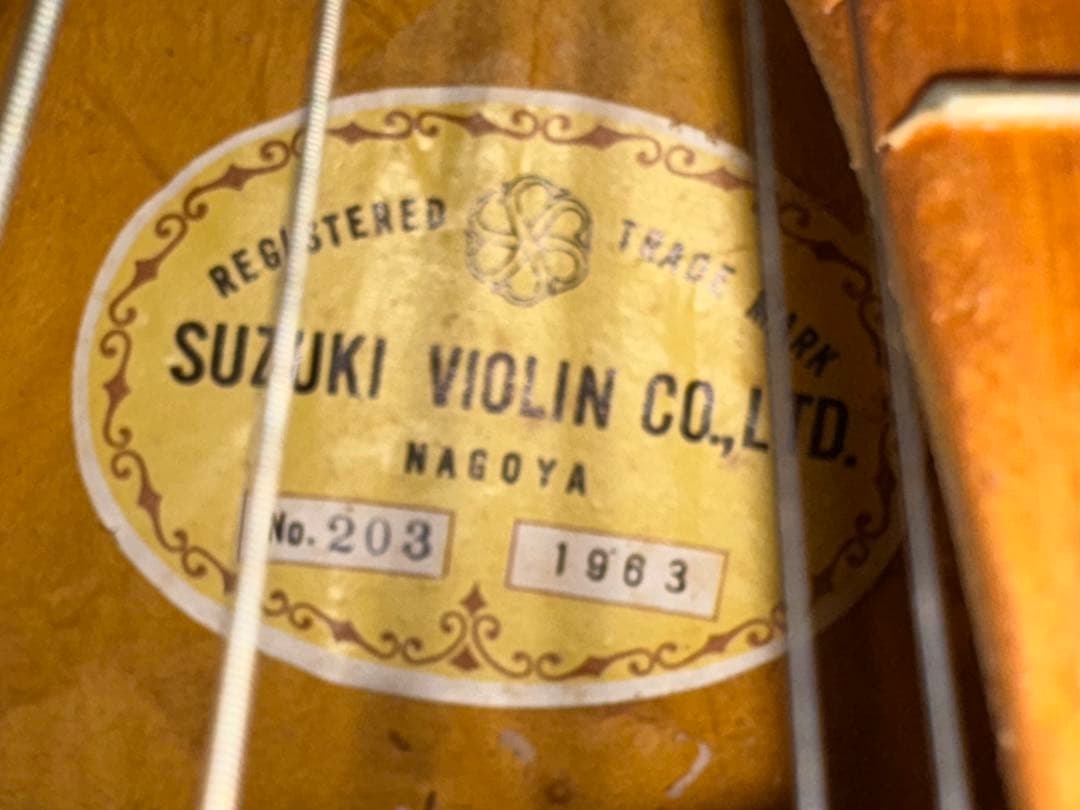 REGISTERED TRADE MARK
SUZUKI VIOLIN CO.,LTD.
NAGOYA
No. 203 1963